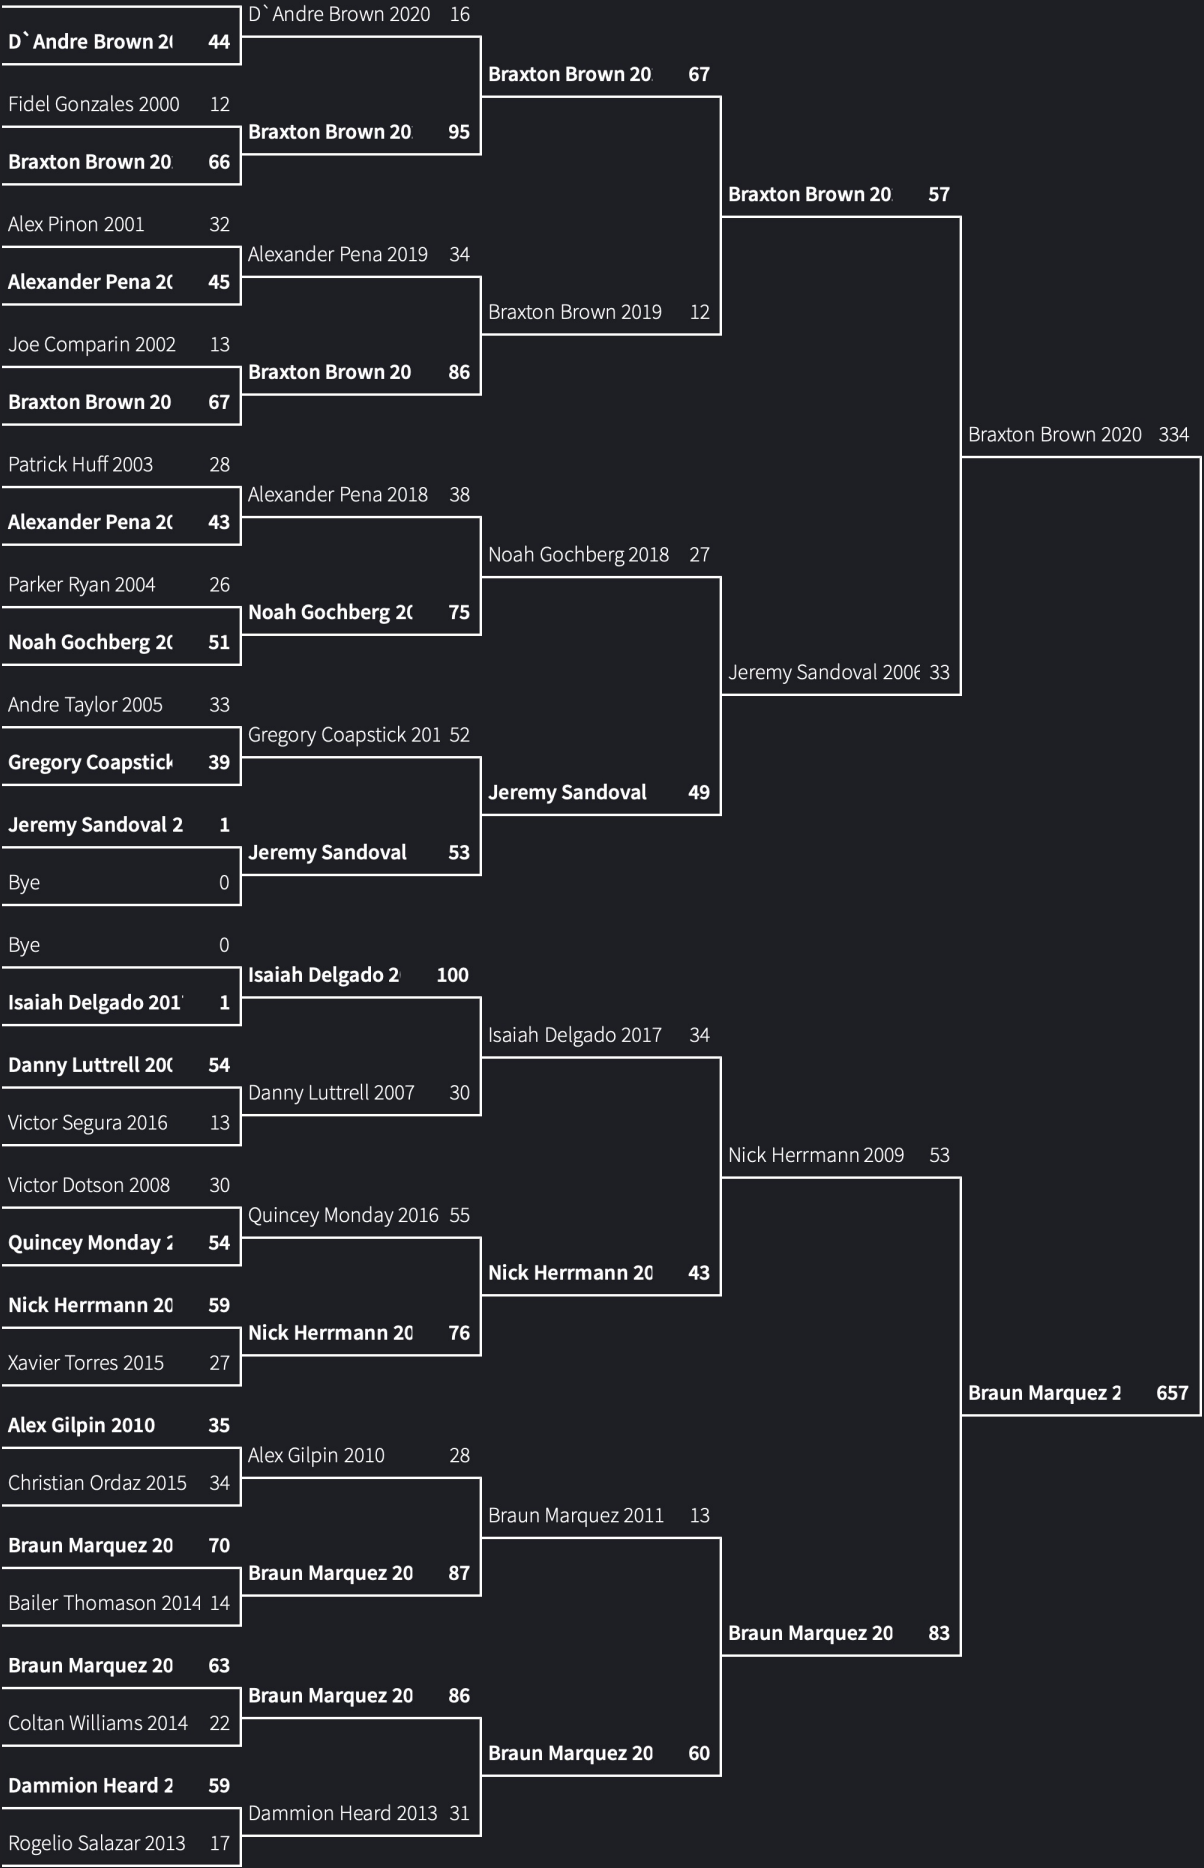 D`Andre Brown 20 44
Fidel Gonzales 2000 12
Braxton Brown 20 66
Alex Pinon 2001 32
Alexander Pena 20 45
Joe Comparin 2002 13
Braxton Brown 20 67
Patrick Huff 2003 28
Alexander Pena 20 43
Parker Ryan 2004 26
Noah Gochberg 20 51
Andre Taylor 2005 33
Gregory Coapstick 39
Jeremy Sandoval 2 1
Bye 0
Bye 0
Isaiah Delgado 201 1
Danny Luttrell 200 54
Victor Segura 2016 13
Victor Dotson 2008 30
Quincey Monday 2 54
Nick Herrmann 20 59
Xavier Torres 2015 27
Alex Gilpin 2010 35
Christian Ordaz 2015 34
Braun Marquez 20 70
Bailer Thomason 2014 14
Braun Marquez 20 63
Coltan Williams 2014 22
Dammion Heard 2 59
Rogelio Salazar 2013 17
D`Andre Brown 2020 16
Braxton Brown 20 95
Alexander Pena 2019 34
Braxton Brown 20 86
Alexander Pena 2018 38
Noah Gochberg 20 75
Gregory Coapstick 201 52
Jeremy Sandoval 53
Isaiah Delgado 2 100
Danny Luttrell 2007 30
Quincey Monday 2016 55
Nick Herrmann 20 76
Alex Gilpin 2010 28
Braun Marquez 20 87
Braun Marquez 20 86
Dammion Heard 2013 31
Braxton Brown 20 67
Braxton Brown 2019 12
Noah Gochberg 2018 27
Jeremy Sandoval 49
Isaiah Delgado 2017 34
Nick Herrmann 20 43
Braun Marquez 2011 13
Braun Marquez 20 60
Braxton Brown 20 57
Jeremy Sandoval 2006 33
Nick Herrmann 2009 53
Braun Marquez 20 83
Braxton Brown 2020 334
Braun Marquez 2 657